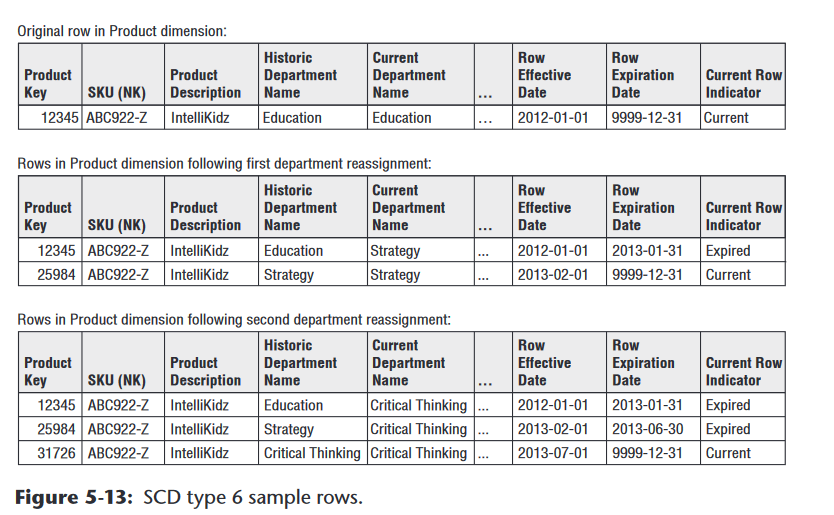 Original row in Product dimension:
Product Key SKU (NK) Product Description Historic Department Name Current Department Name ... Row Effective Date Row Expiration Date Current Row Indicator
12345 ABC922-Z IntelliKidz Education Education ... 2012-01-01 9999-12-31 Current
Rows in Product dimension following first department reassignment:
Product Key SKU (NK) Product Description Historic Department Name Current Department Name ... Row Effective Date Row Expiration Date Current Row Indicator
12345 ABC922-Z IntelliKidz Education Strategy ... 2012-01-01 2013-01-31 Expired
25984 ABC922-Z IntelliKidz Strategy Strategy ... 2013-02-01 9999-12-31 Current
Rows in Product dimension following second department reassignment:
Product Key SKU (NK) Product Description Historic Department Name Current Department Name ... Row Effective Date Row Expiration Date Current Row Indicator
12345 ABC922-Z IntelliKidz Education Critical Thinking ... 2012-01-01 2013-01-31 Expired
25984 ABC922-Z IntelliKidz Strategy Critical Thinking ... 2013-02-01 2013-06-30 Expired
31726 ABC922-Z IntelliKidz Critical Thinking Critical Thinking ... 2013-07-01 9999-12-31 Current
Figure 5-13: SCD type 6 sample rows.